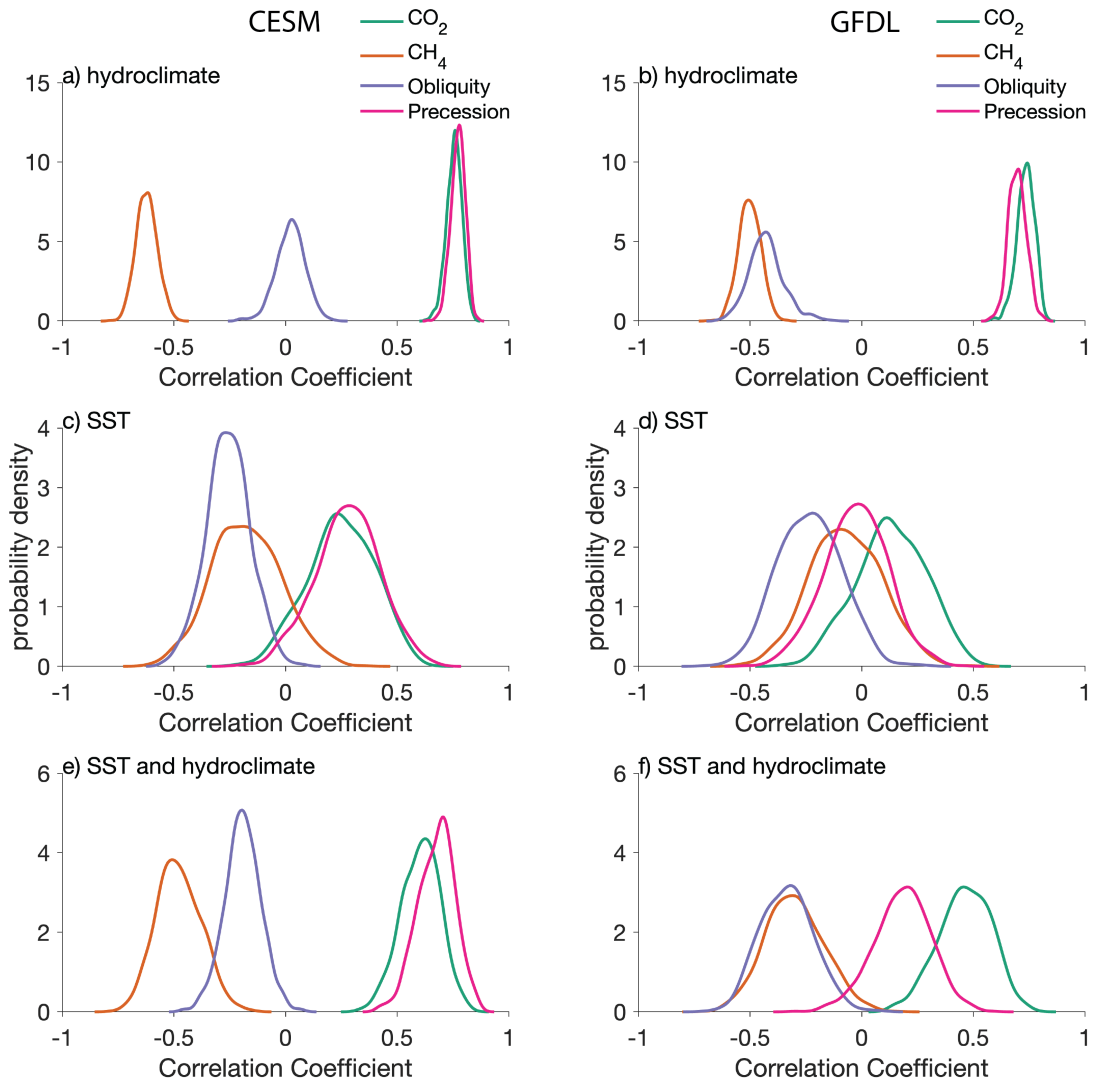 CESM
CO2
CH4
Obliquity
Precession
a) hydroclimate
15
10
5
0
-1 -0.5 0 0.5 1
Correlation Coefficient
GFDL
CO2
CH4
Obliquity
Precession
b) hydroclimate
15
10
5
0
-1 -0.5 0 0.5 1
Correlation Coefficient
c) SST
probability density
4
3
2
1
0
-1 -0.5 0 0.5 1
Correlation Coefficient
d) SST
probability density
4
3
2
1
0
-1 -0.5 0 0.5 1
Correlation Coefficient
e) SST and hydroclimate
6
4
2
0
-1 -0.5 0 0.5 1
Correlation Coefficient
f) SST and hydroclimate
6
4
2
0
-1 -0.5 0 0.5 1
Correlation Coefficient